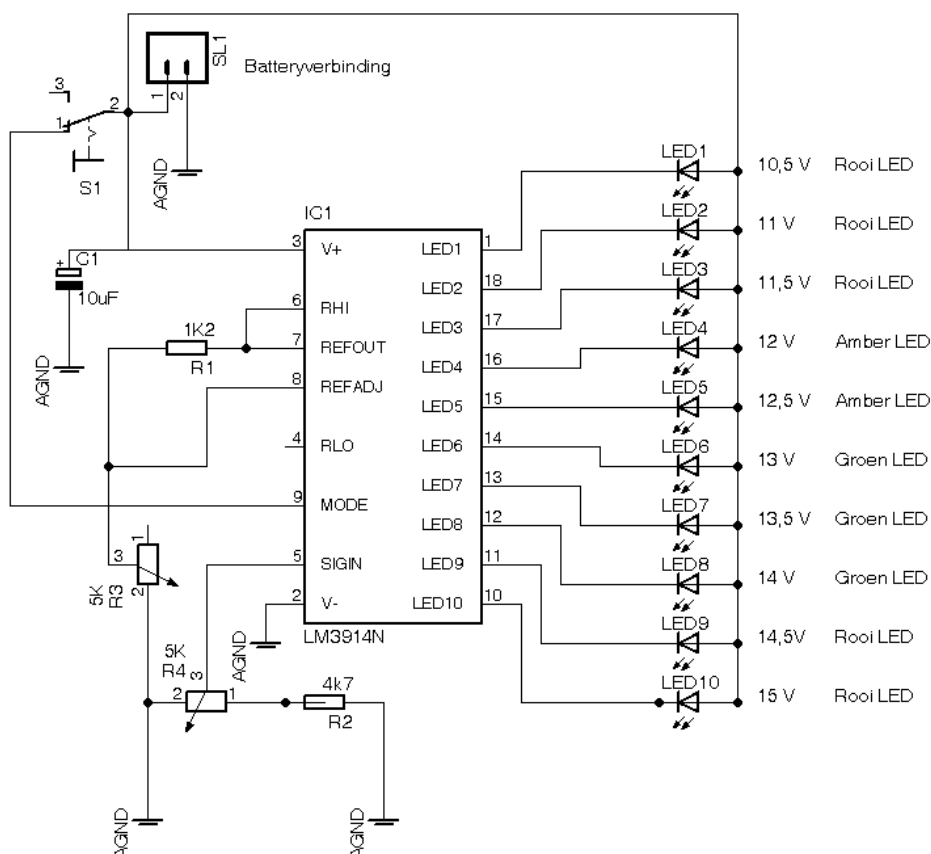 SL1
Batteryverbinding
1
2
3
2
1
S1
AGND
LED1 10,5 V Rooi LED
IC1
LED2 11 V Rooi LED
3 V+ LED1 1
C1
+
10uF
LED2 18
LED3 11,5 V Rooi LED
6 RHI
LED3 17
1K2
R1
7 REFOUT
LED4 12 V Amber LED
LED4 16
AGND
8 REFADJ
LED5 12,5 V Amber LED
LED5 15
4 RLO
LED6 14
LED6 13 V Groen LED
LED7 13
9 MODE
LED7 13,5 V Groen LED
LED8 12
1
3
2
5K
R3
5 SIGIN
LED9 11
LED8 14 V Groen LED
2 V-
LED10 10
LM3914N
AGND
LED9 14,5V Rooi LED
5K
R4
3
2
1
4k7
R2
LED10 15 V Rooi LED
AGND
AGND